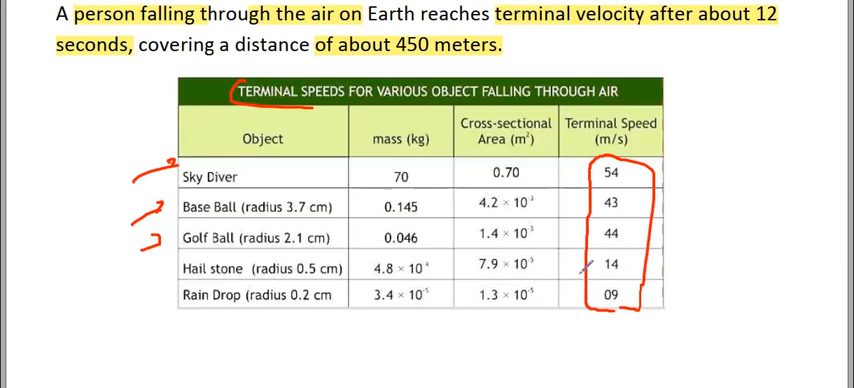 A person falling through the air on Earth reaches terminal velocity after about 12
seconds, covering a distance of about 450 meters.
TERMINAL SPEEDS FOR VARIOUS OBJECT FALLING THROUGH AIR
Object mass (kg) Cross-sectional Area (m²) Terminal Speed (m/s)
Sky Diver 70 0.70 54
Base Ball (radius 3.7 cm) 0.145 4.2 × 10³ 43
Golf Ball (radius 2.1 cm) 0.046 1.4 × 10³ 44
Hail stone (radius 0.5 cm) 4.8 × 10⁻⁴ 7.9 × 10⁻⁵ 14
Rain Drop (radius 0.2 cm 3.4 × 10⁻⁵ 1.3 × 10⁻⁵ 09